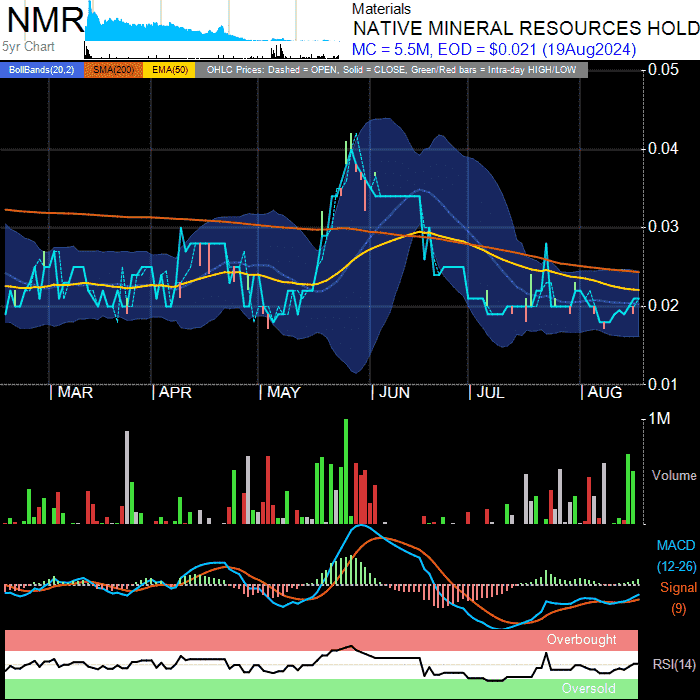 NMR
5yr Chart
Materials
NATIVE MINERAL RESOURCES HOLD
MC = 5.5M, EOD = $0.021 (19Aug2024)
BollBands(20,2) SMA(200) EMA(50) OHLC Prices: Dashed = OPEN, Solid = CLOSE, Green/Red bars = Intra-day HIGH/LOW
0.05
0.04
0.03
0.02
0.01
MAR APR MAY JUN JUL AUG
1M
Volume
MACD
(12-26)
Signal
(9)
Overbought
RSI(14)
Oversold